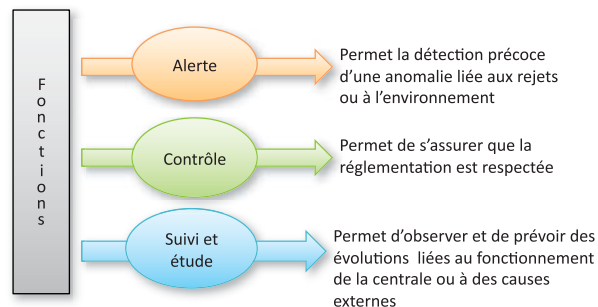 Fonctions
Alerte
Permet la détection précoce
d’une anomalie liée aux rejets
ou à l’environnement
Contrôle
Permet de s’assurer que la
réglementation est respectée
Suivi et
étude
Permet d’observer et de prévoir des
évolutions liées au fonctionnement
de la centrale ou à des causes
externes